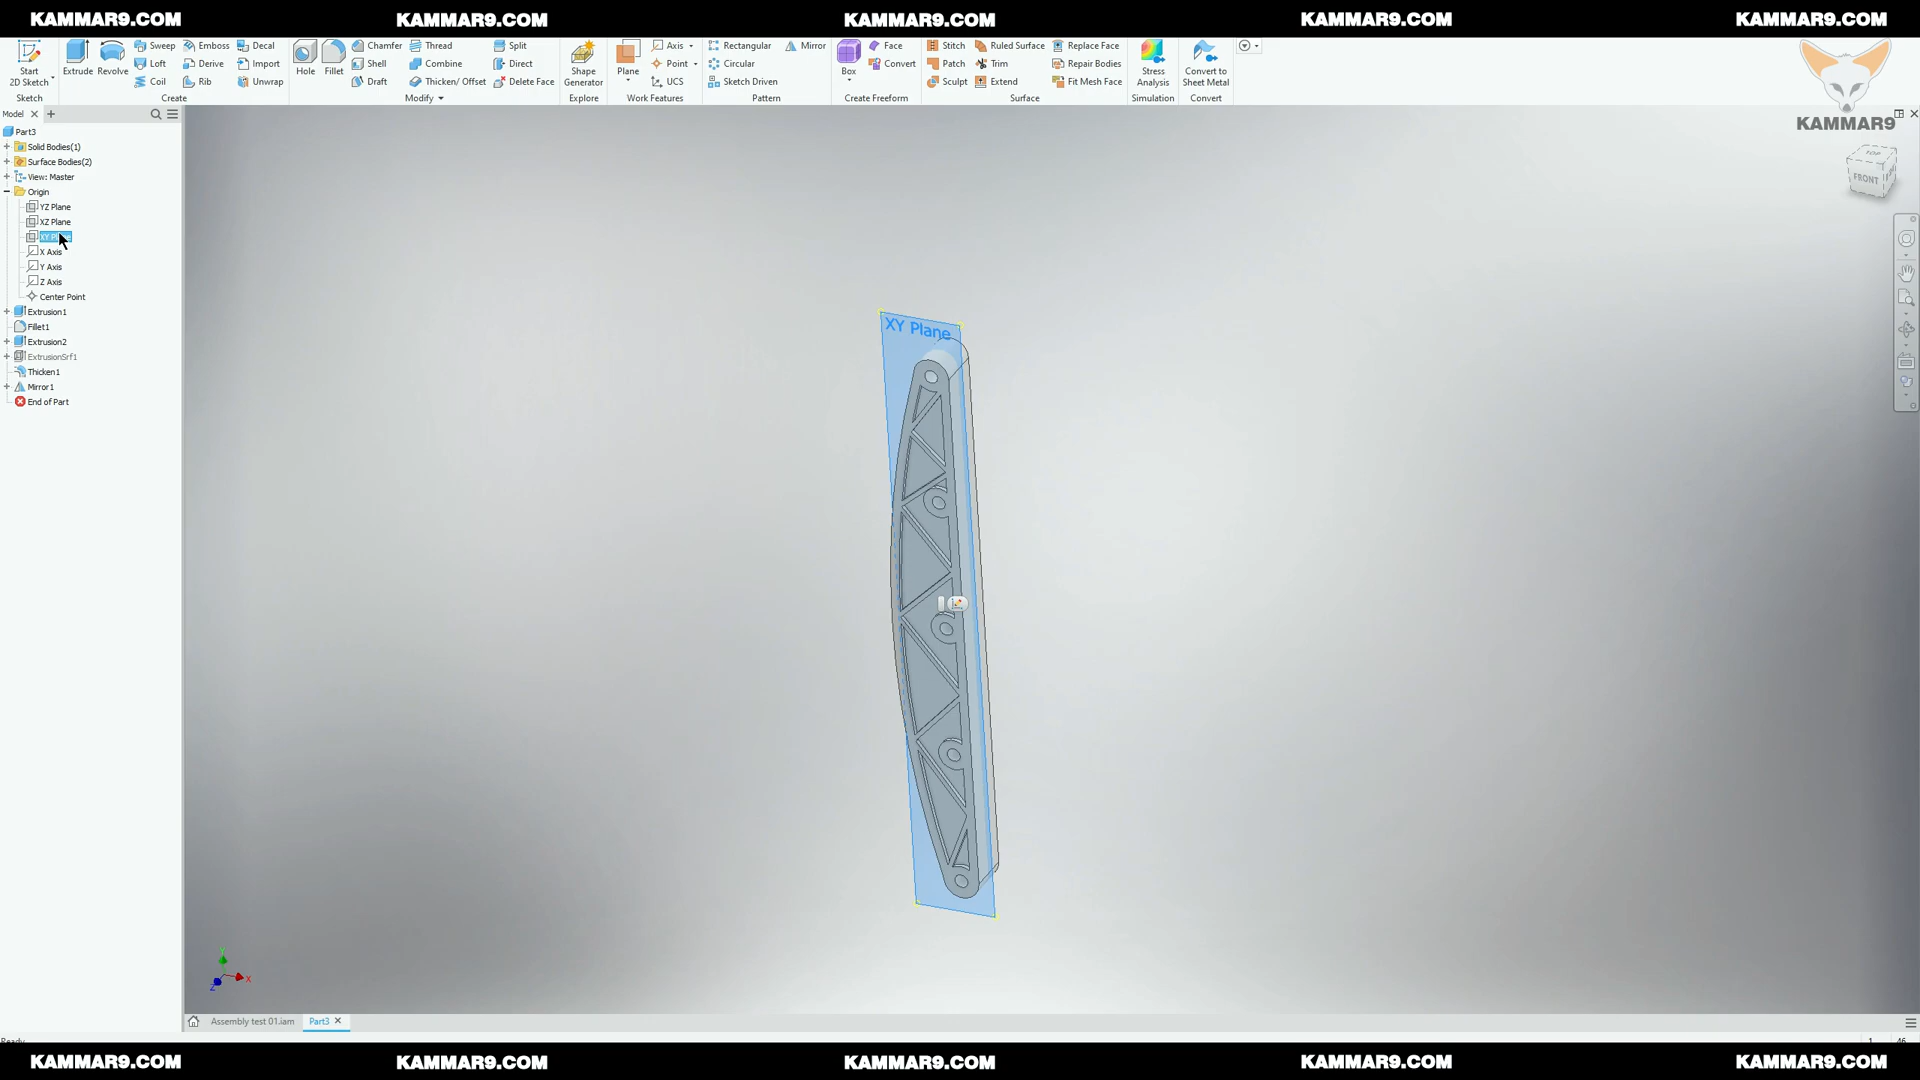 KAMMAR9.COM KAMMAR9.COM KAMMAR9.COM KAMMAR9.COM KAMMAR9.COM
Start
2D Sketch
Sketch
Extrude
Revolve
Sweep
Loft
Coil
Emboss
Derive
Rib
Decal
Import
Unwrap
Create
Hole
Fillet
Chamfer
Shell
Draft
Thread
Combine
Thicken/ Offset
Split
Direct
Delete Face
Modify
Shape
Generator
Explore
Plane
Axis
Point
UCS
Work Features
Rectangular
Circular
Sketch Driven
Mirror
Pattern
Box
Face
Convert
Create Freeform
Stitch
Patch
Sculpt
Ruled Surface
Trim
Extend
Replace Face
Repair Bodies
Fit Mesh Face
Surface
Stress
Analysis
Simulation
Convert to
Sheet Metal
Convert
KAMMAR9
Model
Part3
Solid Bodies(1)
Surface Bodies(2)
View: Master
Origin
YZ Plane
XZ Plane
X Axis
Y Axis
Z Axis
Center Point
Extrusion1
Fillet1
Extrusion2
ExtrusionSrf1
Thicken1
Mirror1
End of Part
XY Plane
TOP
FRONT
Y
X
Z
Assembly test 01.iam
Part3
KAMMAR9.COM KAMMAR9.COM KAMMAR9.COM KAMMAR9.COM KAMMAR9.COM